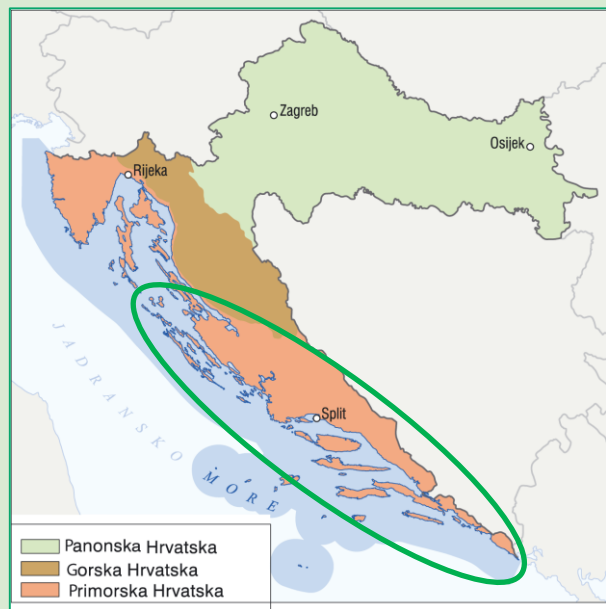 Zagreb
Osijek
Rijeka
JADRANSKO
MORE
Split
Panonska Hrvatska
Gorska Hrvatska
Primorska Hrvatska